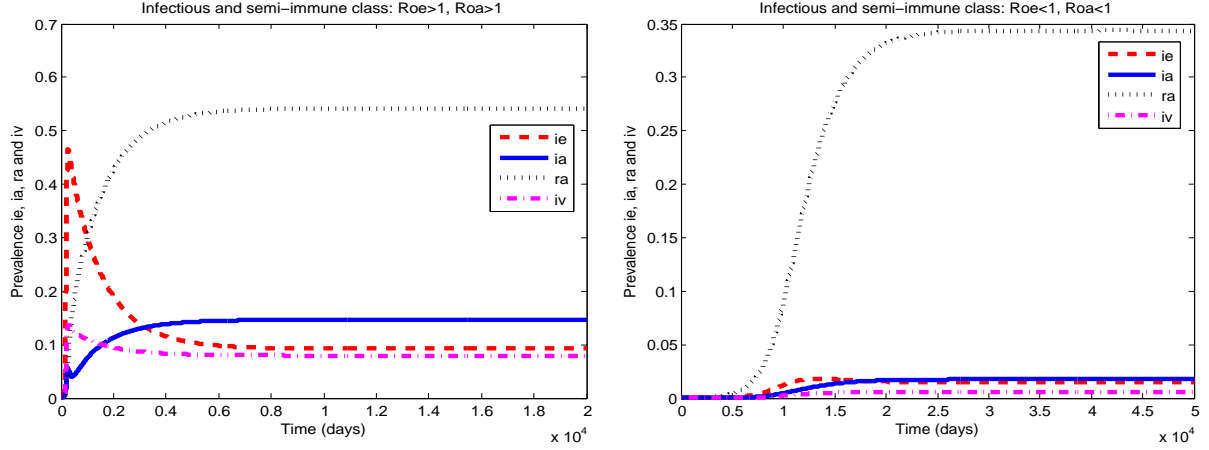 Infectious and semi−immune class: Roe>1, Roa>1
0.7
0.6
0.5
0.4
0.3
0.2
0.1
0
Prevalence ie, ia, ra and iv
ie
ia
ra
iv
0 0.2 0.4 0.6 0.8 1 1.2 1.4 1.6 1.8 2
x 10^4
Time (days)
Infectious and semi−immune class: Roe<1, Roa<1
0.35
0.3
0.25
0.2
0.15
0.1
0.05
0
Prevalence ie, ia, ra and iv
ie
ia
ra
iv
0 0.5 10 1.5 20 2.5 30 3.5 40 4.5 50
x 10^4
Time (days)